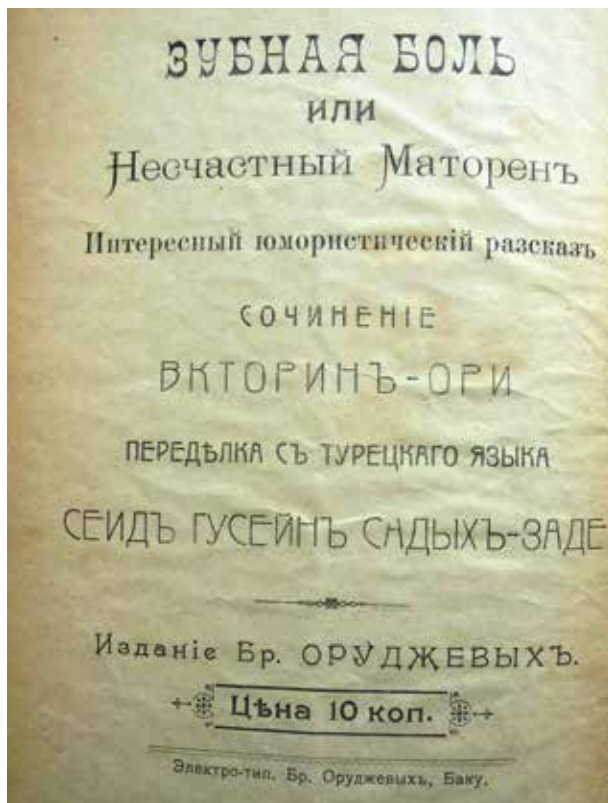 ЗУБНАЯ БОЛЬ
ИЛИ
Несчастный Маторенъ
Интересный юмористическій разсказъ
СОЧИНЕНІЕ
ВКТОРИНЪ-ОРИ
ПЕРЕДѢЛКА СЪ ТУРЕЦКАГО ЯЗЫКА
СЕИДЪ ГУСЕЙНЪ САДЫХЪ-ЗАДЕ
Изданіе Бр. ОРУДЖЕВЫХЪ.
Цѣна 10 коп.
Электро-тип. Бр. Оруджевыхъ, Баку.